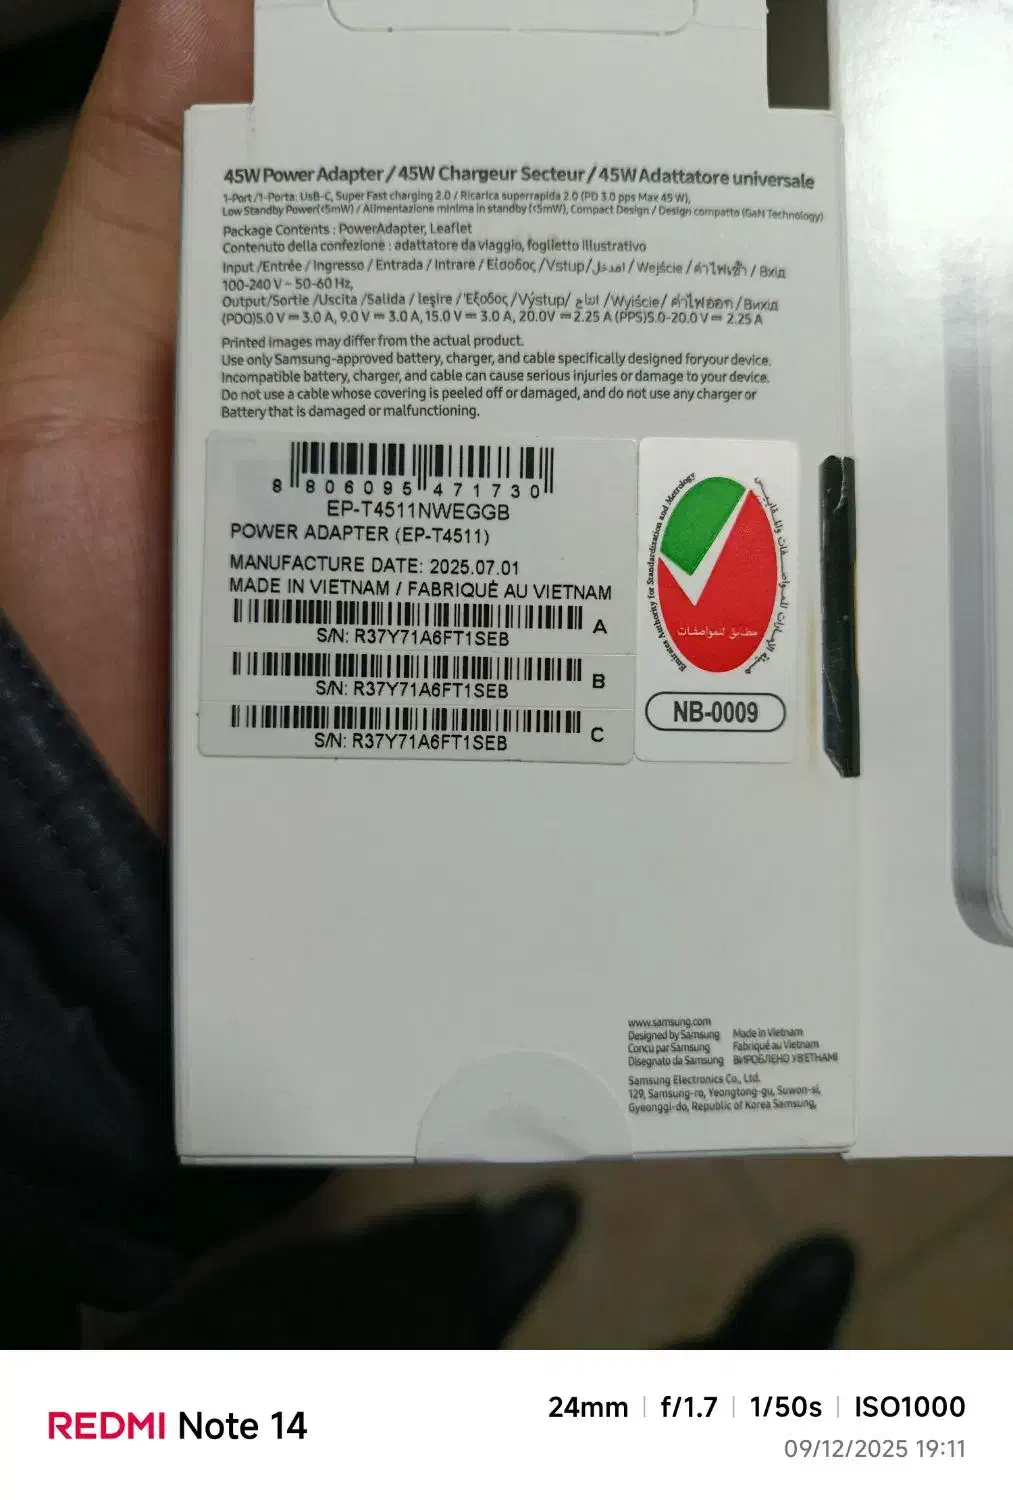 45W Power Adapter / 45W Chargeur Secteur / 45W Adattatore universale
1-Port /1-Porta: UsB-C, Super Fast charging 2.0 / Ricarica superrapida 2.0 (PD 3.0 pps Max 45 W),
Low Standby Power(<5mW) / Alimentazione minima in standby (<5mW), Compact Design / Design compatto (GaN Technology)
Package Contents : PowerAdapter, Leaflet
Contenuto della confezione : adattatore da viaggio, foglietto illustrativo
Input /Entrée / Ingresso / Entrada / Intrare / Είσοδος /Vstup/ /Wejście / / Вхід
100-240 V ~ 50-60 Hz,
Output/Sortie /Uscita /Salida / Ieşire /'Έξοδος/Výstup/ /Wyiście/ / Вихід
(PDO)5.0 V ⎓ 3.0 A, 9.0 V ⎓ 3.0 A, 15.0 V ⎓ 3.0 A, 20.0V ⎓ 2.25 A (PPS)5.0-20.0 V ⎓ 2.25 A
Printed images may differ from the actual product.
Use only Samsung-approved battery, charger, and cable specifically designed foryour device.
Incompatible battery, charger, and cable can cause serious injuries or damage to your device.
Do not use a cable whose covering is peeled off or damaged, and do not use any charger or
Battery that is damaged or malfunctioning.
8 806095 471730
EP-T4511NWEGGB
POWER ADAPTER (EP-T4511)
MANUFACTURE DATE: 2025.07.01
MADE IN VIETNAM / FABRIQUÉ AU VIETNAM
A
S/N: R37Y71A6FT1SEB
B
S/N: R37Y71A6FT1SEB
C
S/N: R37Y71A6FT1SEB
Emirates Authority for Standardization and Metrology
مطابق للمواصفات
NB-0009
www.samsung.com
Designed by Samsung Made in Vietnam
Concu par Samsung Fabriqué au Vietnam
Disegnato da Samsung ВИРОБЛЕНО УВ'ЕТНАМІ
Samsung Electronics Co., Ltd.
129, Samsung-ro, Yeongtong-gu, Suwon-si,
Gyeonggi-do, Republic of Korea Samsung,
REDMI Note 14
24mm | f/1.7 | 1/50s | ISO1000
09/12/2025 19:11